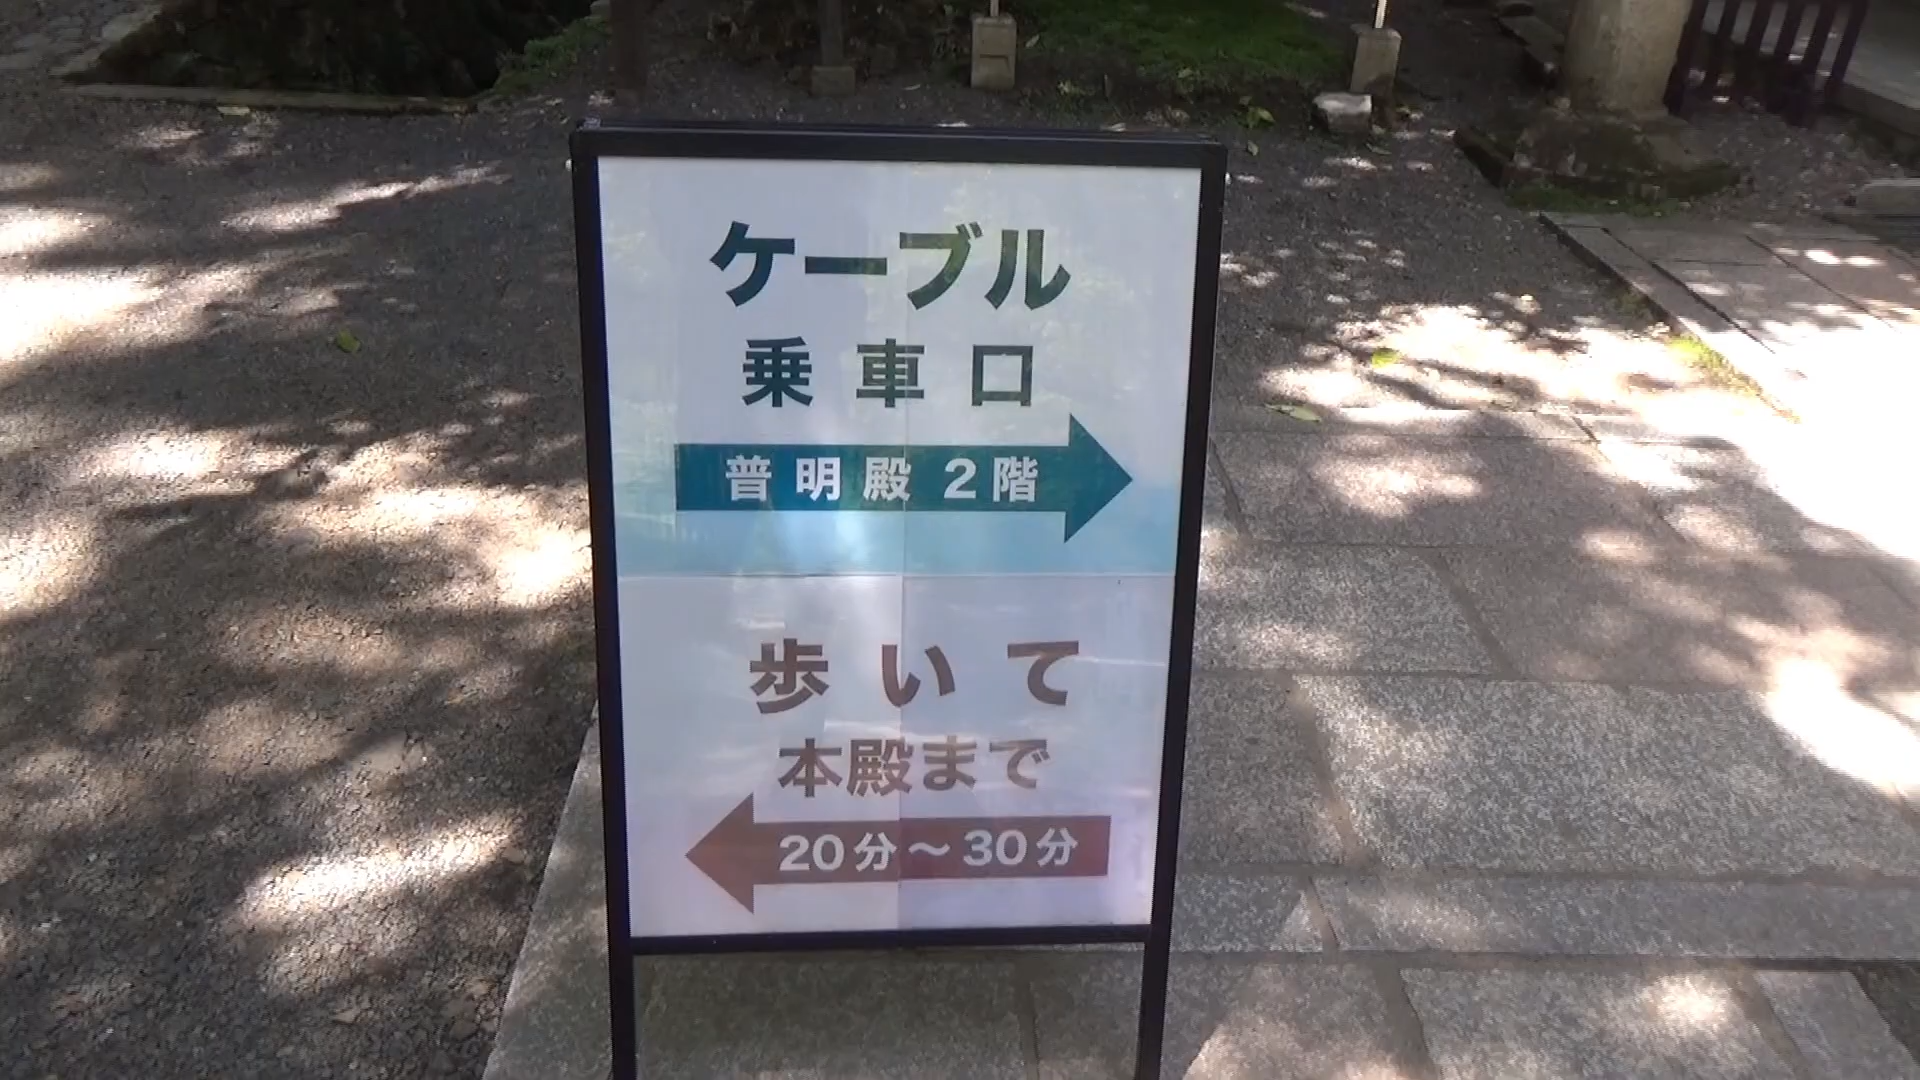 ケーブル
乗車口
普明殿2階
歩いて
本殿まで
20分～30分